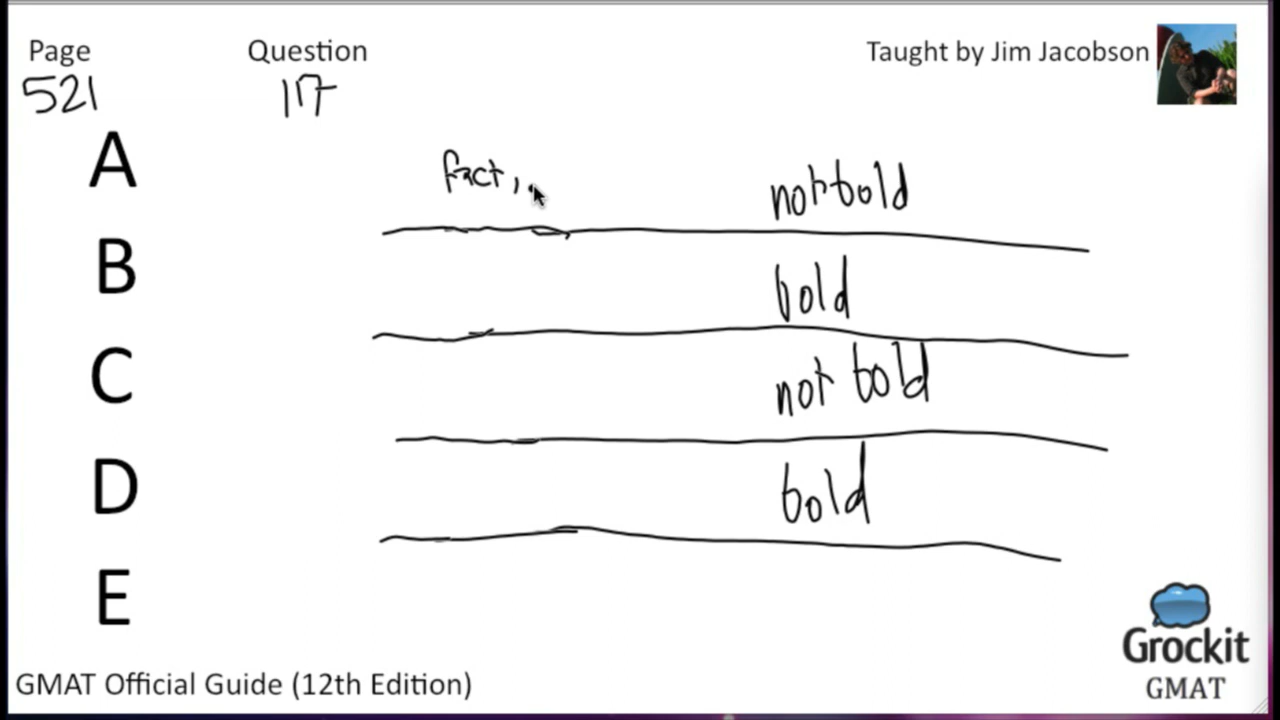 Page Question Taught by Jim Jacobson
521 117
A fact, not bold
B bold
C not bold
D bold
E
Grockit
GMAT
GMAT Official Guide (12th Edition)